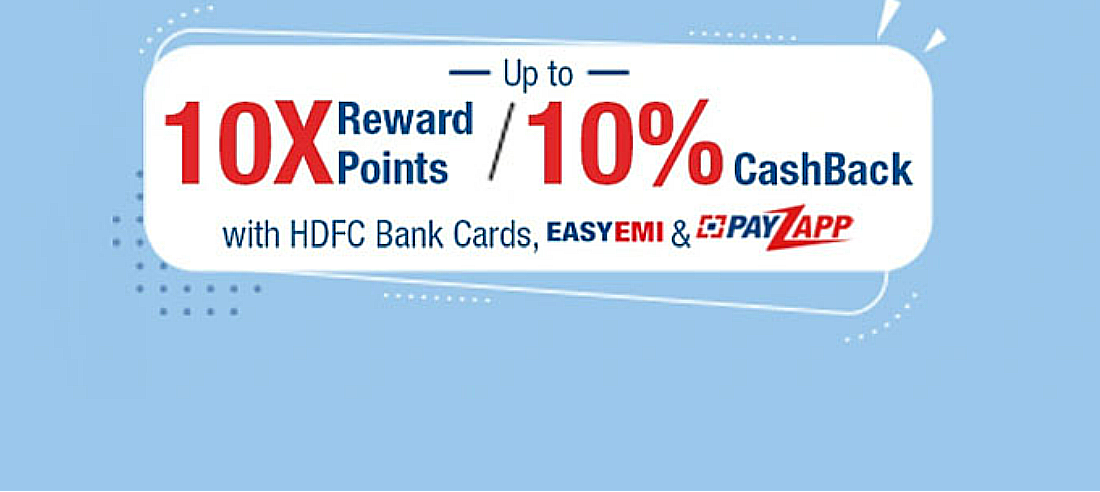 Up to
10X Reward Points / 10% CashBack
with HDFC Bank Cards, EASYEMI & PAYZAPP